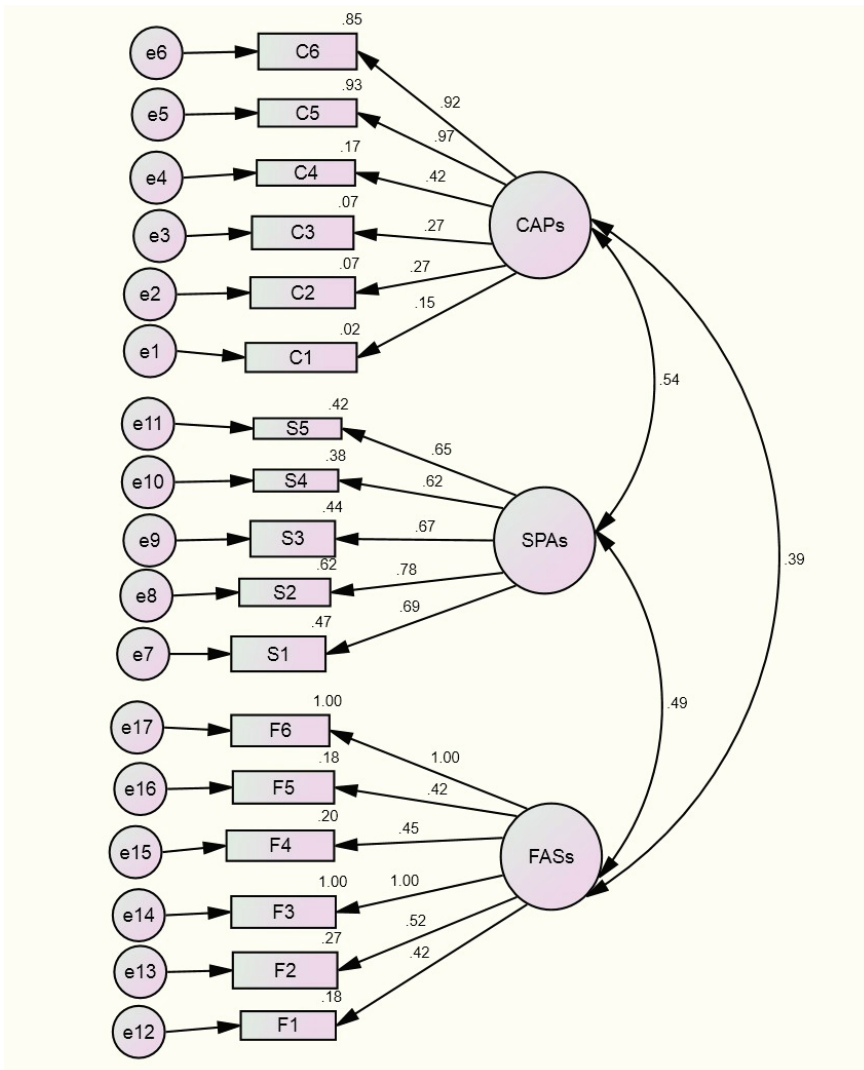 .85
e6 C6
.92
.93
e5 C5
.97
.17
e4 C4
.42
CAPs
.07
e3 C3
.27
.07
e2 C2
.27
.02
e1 C1
.15
.54
.42
e11 S5
.65
.38
e10 S4
.62
.44
e9 S3
.67
SPAs
.62
e8 S2
.78
.47
e7 S1
.69
.39
.49
1.00
e17 F6
1.00
.18
e16 F5
.42
.20
e15 F4
.45
FASs
1.00
e14 F3
1.00
.27
e13 F2
.52
.18
e12 F1
.42